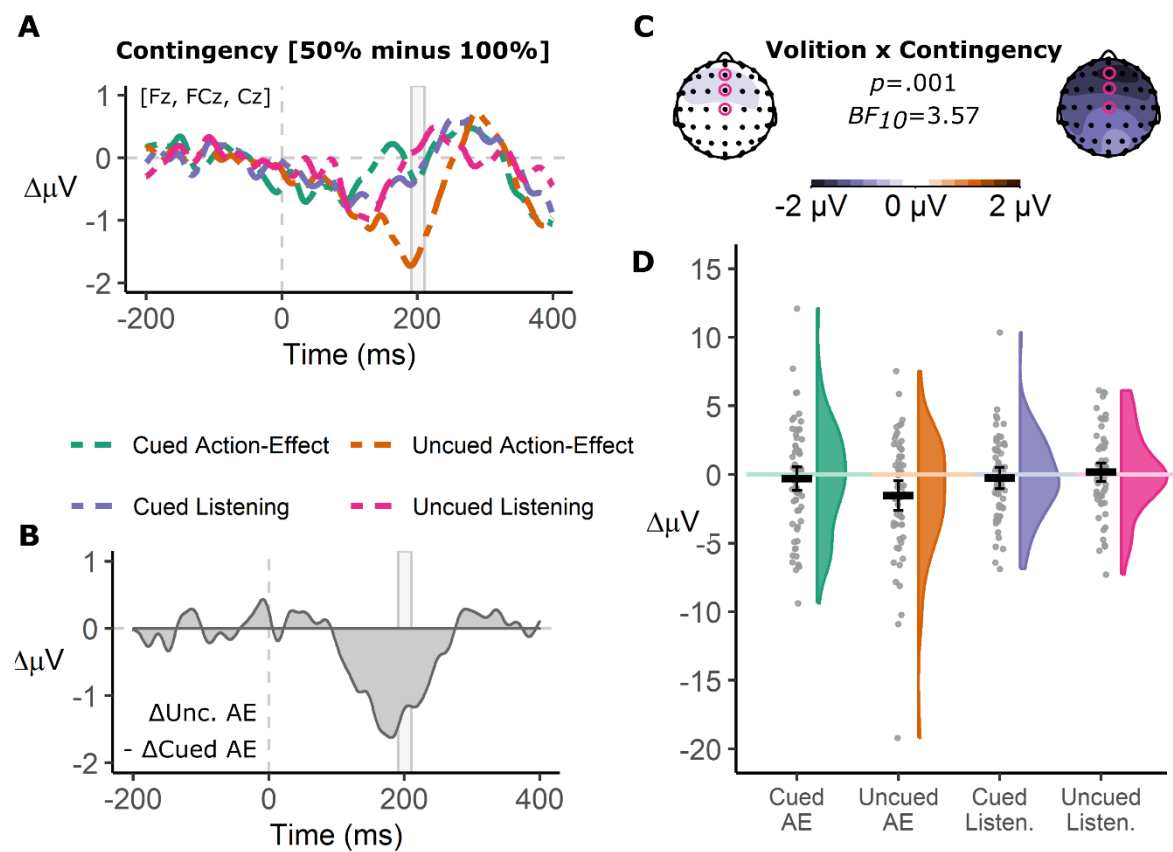 A
Contingency [50% minus 100%]
[Fz, FCz, Cz]
1
0
-1
-2
ΔμV
-200
0
200
400
Time (ms)
Cued Action-Effect
Uncued Action-Effect
Cued Listening
Uncued Listening
B
1
0
-1
-2
ΔμV
ΔUnc. AE
- ΔCued AE
-200
0
200
400
Time (ms)
C
Volition x Contingency
p=.001
BF10=3.57
-2 μV
0 μV
2 μV
D
15
10
5
0
-5
-10
-15
-20
ΔμV
Cued
AE
Uncued
AE
Cued
Listen.
Uncued
Listen.